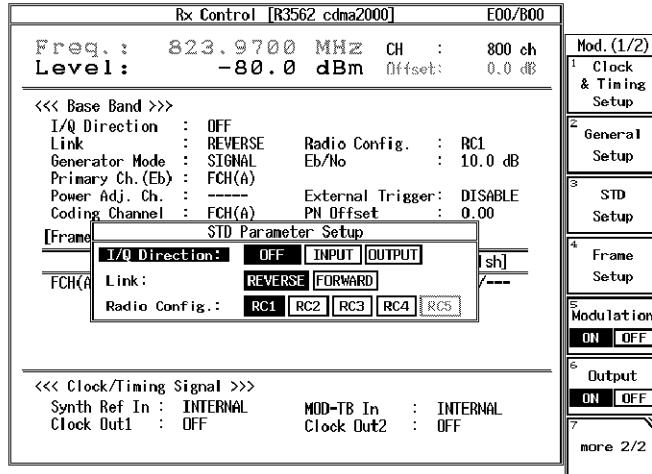 Rx Control [R3562 cdma2000] E00/B00
Freq.: 823.9700 MHz CH : 800 ch
Level: -80.0 dBm Offset: 0.0 dB
<<< Base Band >>>
I/Q Direction : OFF
Link : REVERSE Radio Config. : RC1
Generator Mode : SIGNAL Eb/No : 10.0 dB
Primary Ch.(Eb) : FCH(A)
Power Adj. Ch. : ----- External Trigger: DISABLE
Coding Channel : FCH(A) PN Offset : 0.00
[Frame
STD Parameter Setup
I/Q Direction: OFF INPUT OUTPUT
sh]
FCH(A
Link: REVERSE FORWARD
/---
Radio Config.: RC1 RC2 RC3 RC4 RC5
<<< Clock/Timing Signal >>>
Synth Ref In : INTERNAL MOD-TB In : INTERNAL
Clock Out1 : OFF Clock Out2 : OFF
Mod.(1/2)
1 Clock
& Timing
Setup
2
General
Setup
3
STD
Setup
4
Frame
Setup
5
Modulation
ON OFF
6
Output
ON OFF
7
more 2/2